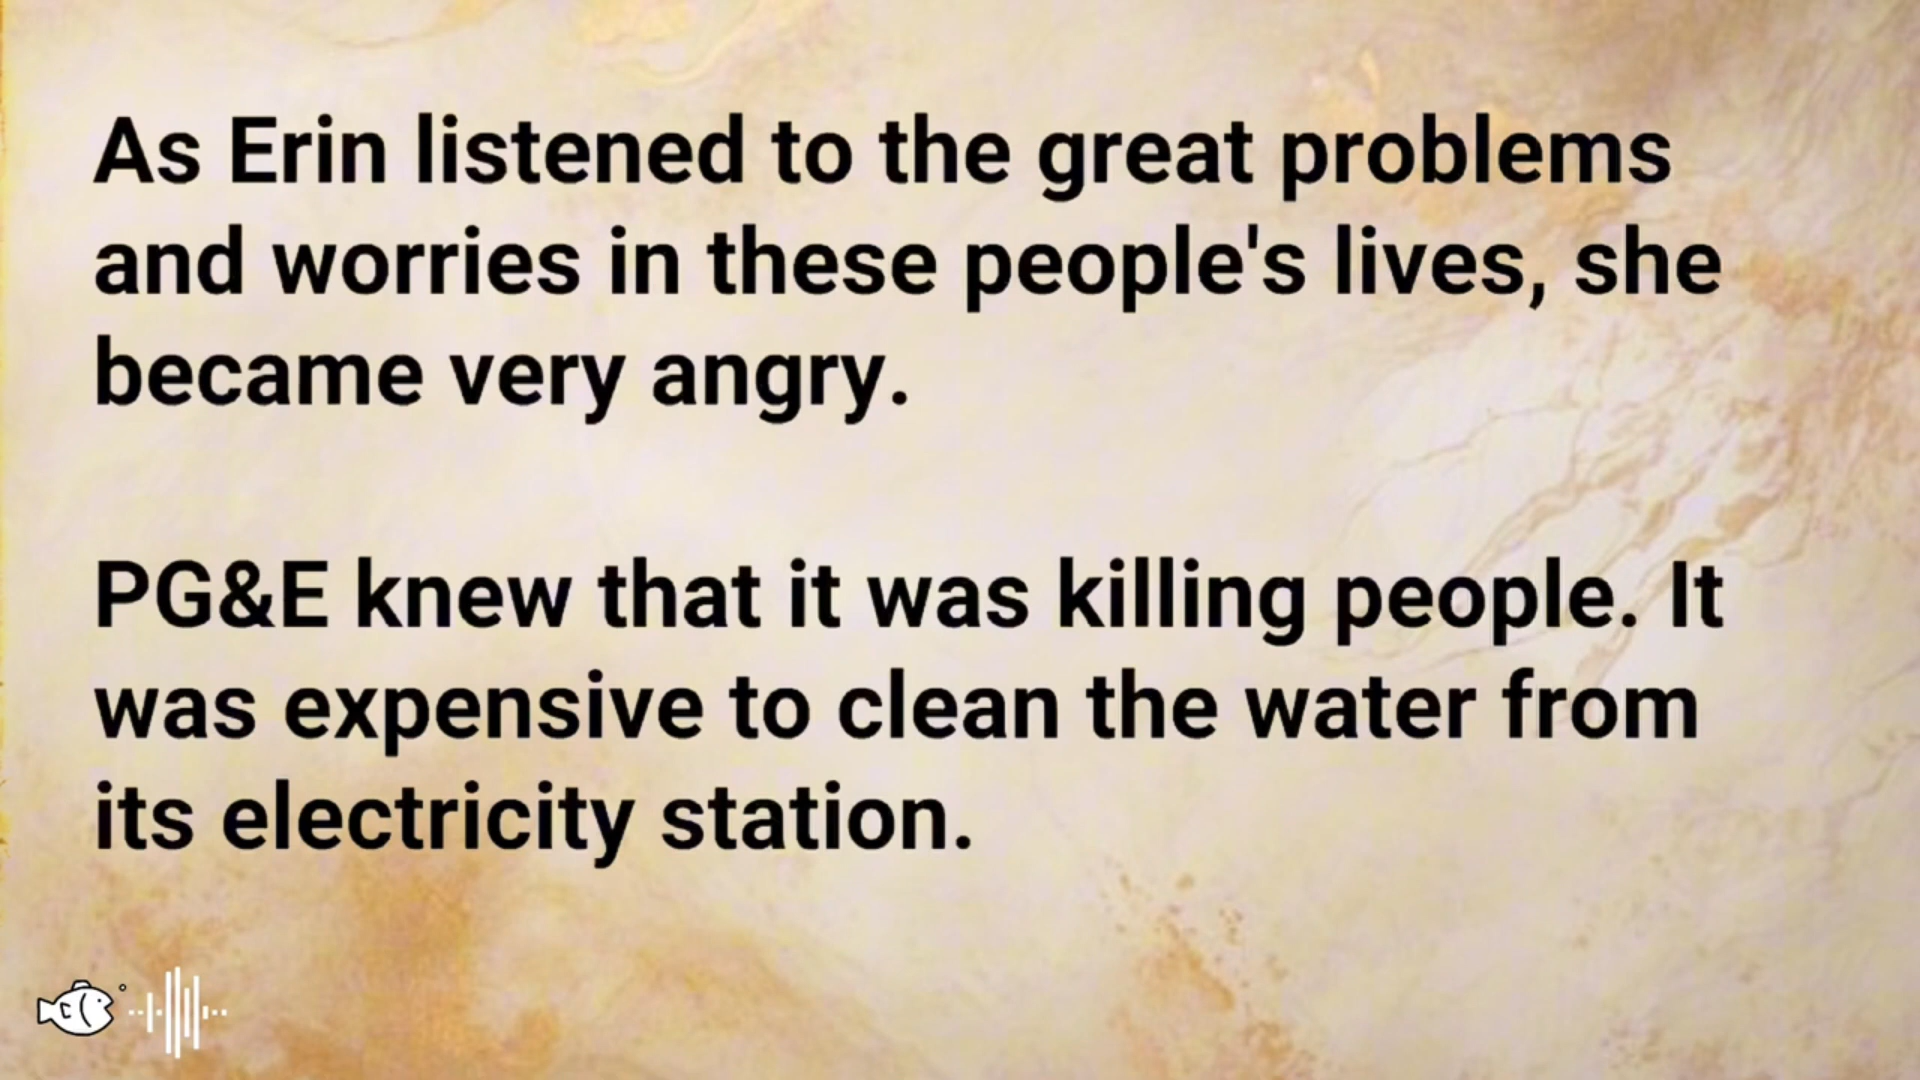 As Erin listened to the great problems
and worries in these people's lives, she
became very angry.
PG&E knew that it was killing people. It
was expensive to clean the water from
its electricity station.